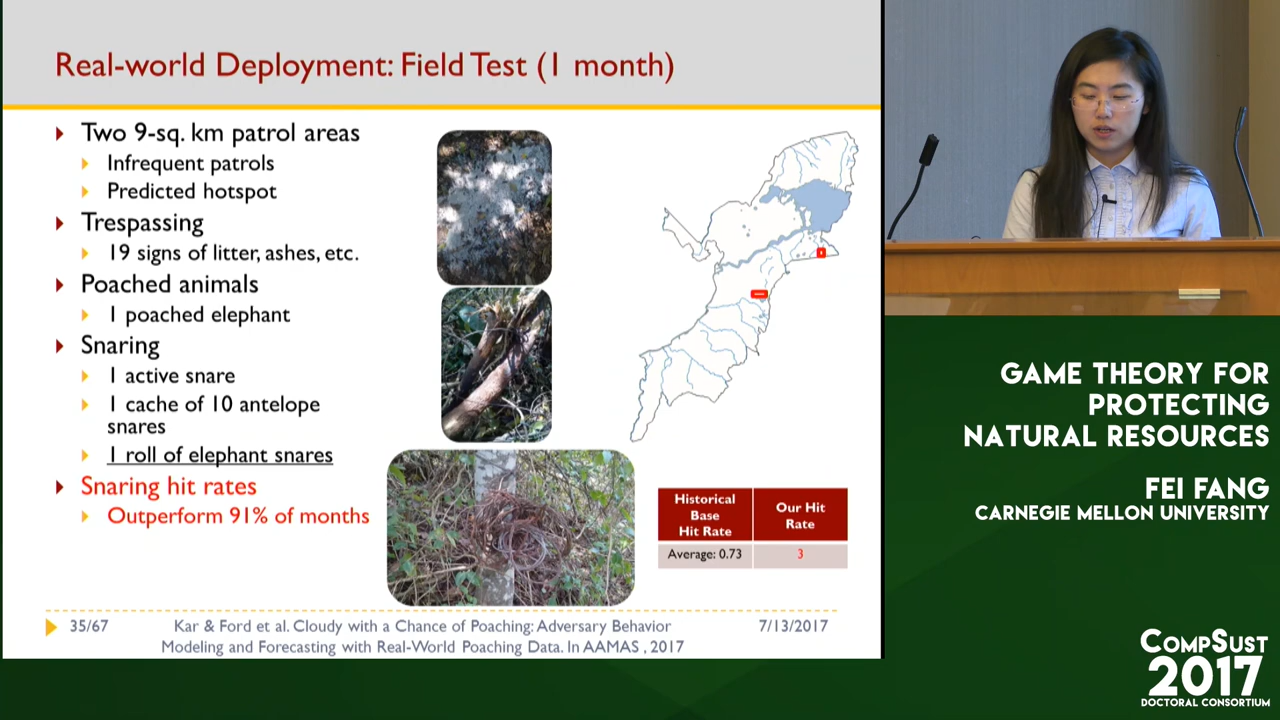 Real-world Deployment: Field Test (1 month)
Two 9-sq. km patrol areas
Infrequent patrols
Predicted hotspot
Trespassing
19 signs of litter, ashes, etc.
Poached animals
1 poached elephant
Snaring
1 active snare
1 cache of 10 antelope
snares
1 roll of elephant snares
Snaring hit rates
Outperform 91% of months
Historical
Base
Hit Rate
Our Hit
Rate
Average: 0.73
3
35/67
Kar & Ford et al. Cloudy with a Chance of Poaching: Adversary Behavior
Modeling and Forecasting with Real-World Poaching Data. In AAMAS , 2017
7/13/2017
GAME THEORY FOR
PROTECTING
NATURAL RESOURCES
FEI FANG
CARNEGIE MELLON UNIVERSITY
COMPSUST
2017
DOCTORAL CONSORTIUM